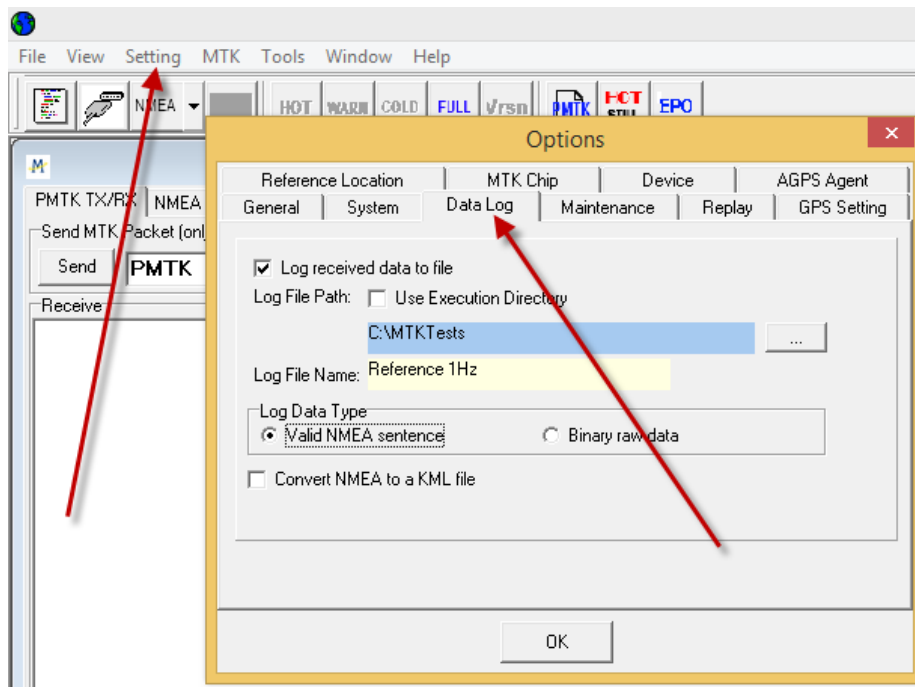 File View Setting MTK Tools Window Help
NMEA HOT WARM COLD FULL Vrsn PMTK HOT STILL EPO
Options
M
Reference Location MTK Chip Device AGPS Agent
PMTK TX/RX NMEA
General System Data Log Maintenance Replay GPS Setting
Send MTK Packet (onl
Send PMTK
Log received data to file
Receive
Log File Path: Use Execution Directory
C:\MTKTests
...
Log File Name: Reference 1Hz
Log Data Type
Valid NMEA sentence Binary raw data
Convert NMEA to a KML file
OK